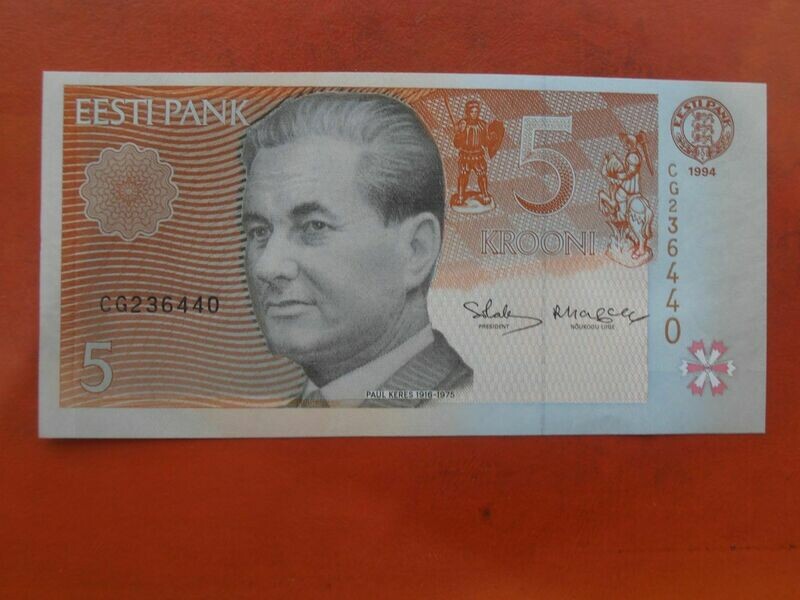 EESTI PANK
5
KROONI
EESTI PANK
1994
CG236440
CG236440
PRESIDENT
NÕUKOGU LIIGE
5
PAUL KERES 1916-1975